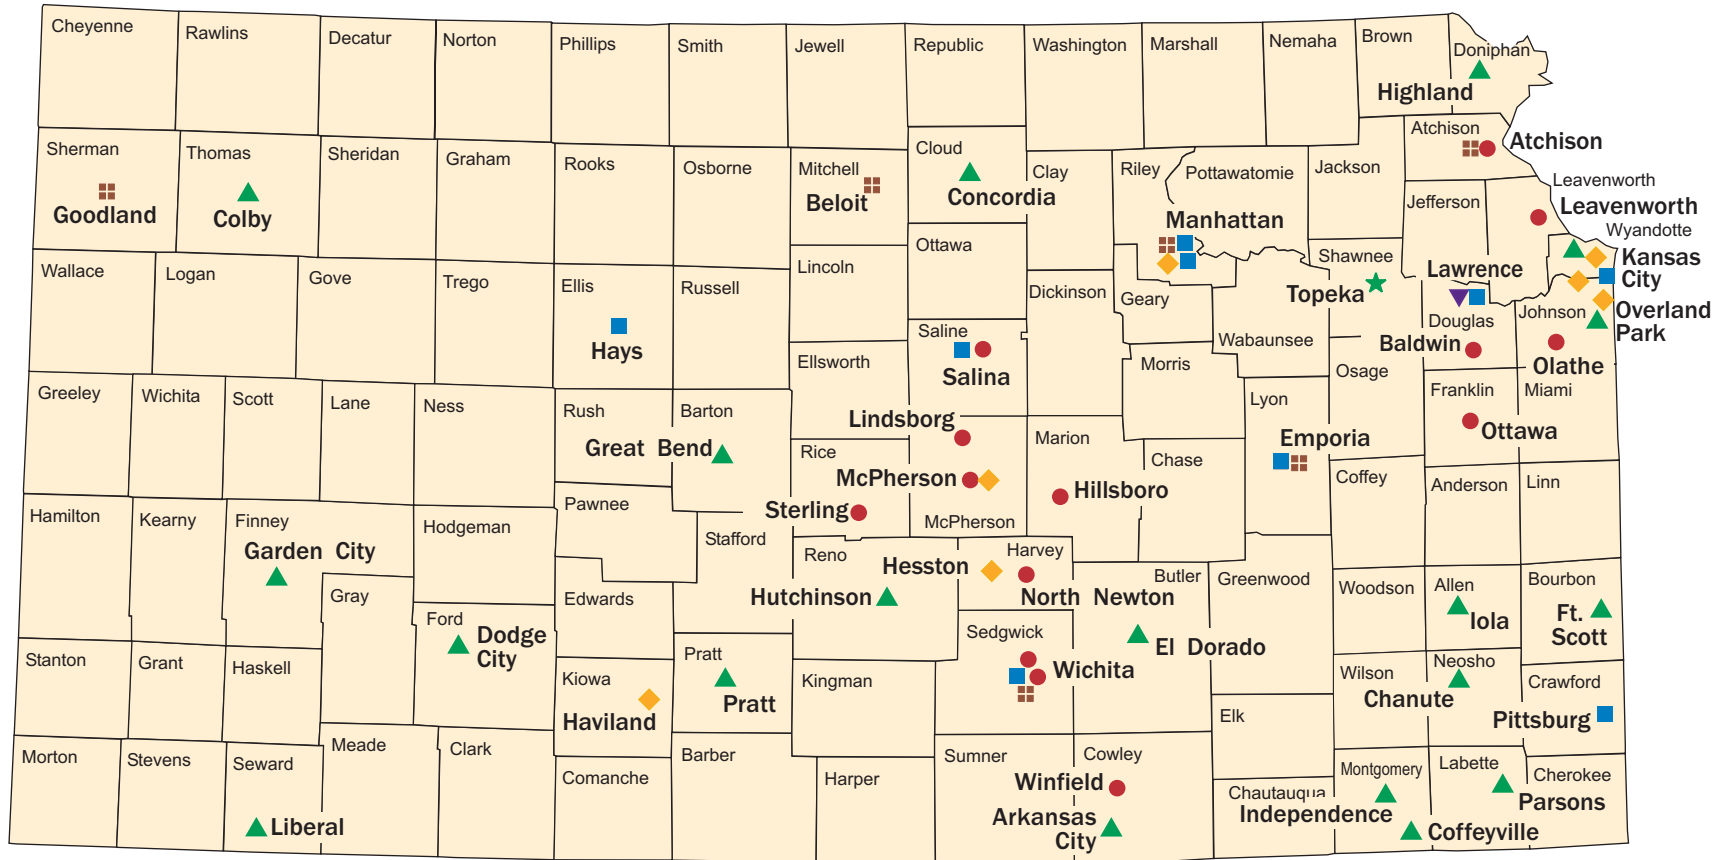 Cheyenne
Rawlins
Decatur
Norton
Phillips
Smith
Jewell
Republic
Washington
Marshall
Nemaha
Brown
Doniphan
Highland
Sherman
Goodland
Thomas
Colby
Sheridan
Graham
Rooks
Osborne
Mitchell
Beloit
Cloud
Concordia
Clay
Riley
Pottawatomie
Manhattan
Jackson
Atchison
Atchison
Jefferson
Leavenworth
Leavenworth
Wyandotte
Kansas
City
Wallace
Logan
Gove
Trego
Ellis
Hays
Russell
Lincoln
Ottawa
Saline
Salina
Dickinson
Geary
Wabaunsee
Shawnee
Topeka
Lawrence
Douglas
Baldwin
Johnson
Olathe
Overland
Park
Greeley
Wichita
Scott
Lane
Ness
Rush
Barton
Great Bend
Ellsworth
Lindsborg
Rice
McPherson
McPherson
Sterling
Marion
Hillsboro
Morris
Chase
Lyon
Emporia
Osage
Franklin
Ottawa
Miami
Coffey
Anderson
Linn
Hamilton
Kearny
Finney
Garden City
Hodgeman
Pawnee
Stafford
Reno
Hutchinson
Harvey
Hesston
North Newton
Butler
El Dorado
Greenwood
Woodson
Allen
Iola
Bourbon
Ft.
Scott
Gray
Ford
Dodge
City
Edwards
Stanton
Grant
Haskell
Kiowa
Haviland
Pratt
Pratt
Kingman
Sedgwick
Wichita
Wilson
Neosho
Chanute
Crawford
Pittsburg
Elk
Morton
Stevens
Seward
Liberal
Meade
Clark
Comanche
Barber
Harper
Sumner
Cowley
Winfield
Arkansas
City
Chautauqua
Montgomery
Independence
Coffeyville
Labette
Parsons
Cherokee